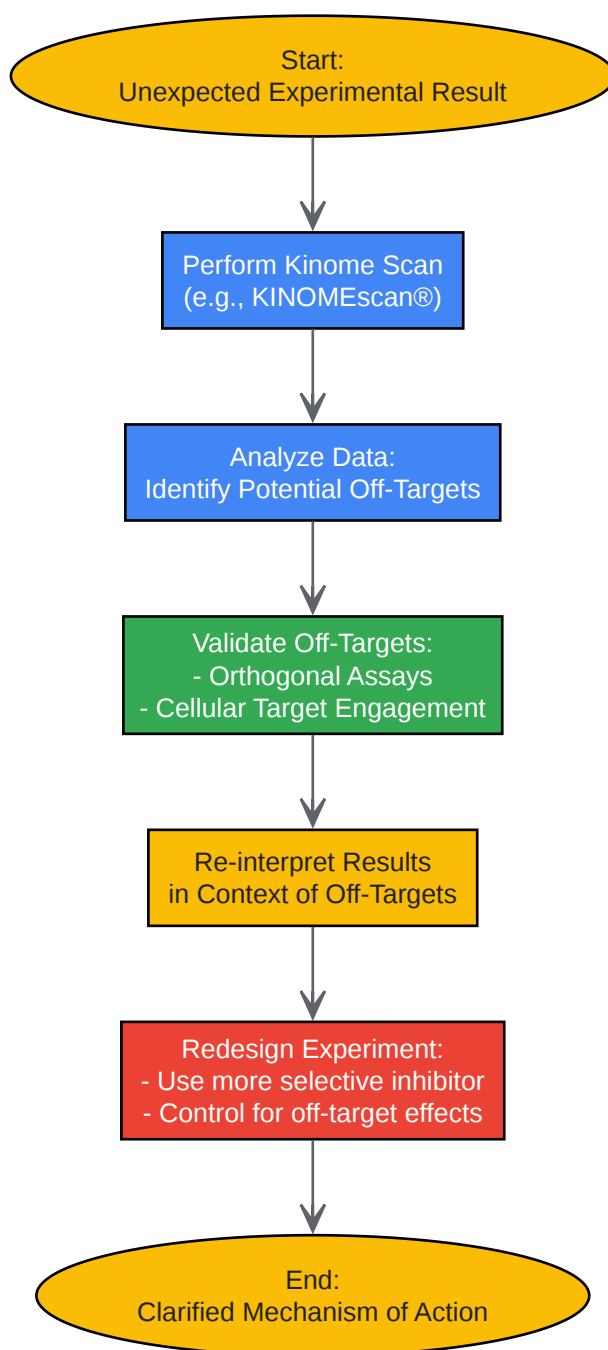 Start:
Unexpected Experimental Result
Perform Kinome Scan
(e.g., KINOMEscan®)
Analyze Data:
Identify Potential Off-Targets
Validate Off-Targets:
- Orthogonal Assays
- Cellular Target Engagement
Re-interpret Results
in Context of Off-Targets
Redesign Experiment:
- Use more selective inhibitor
- Control for off-target effects
End:
Clarified Mechanism of Action